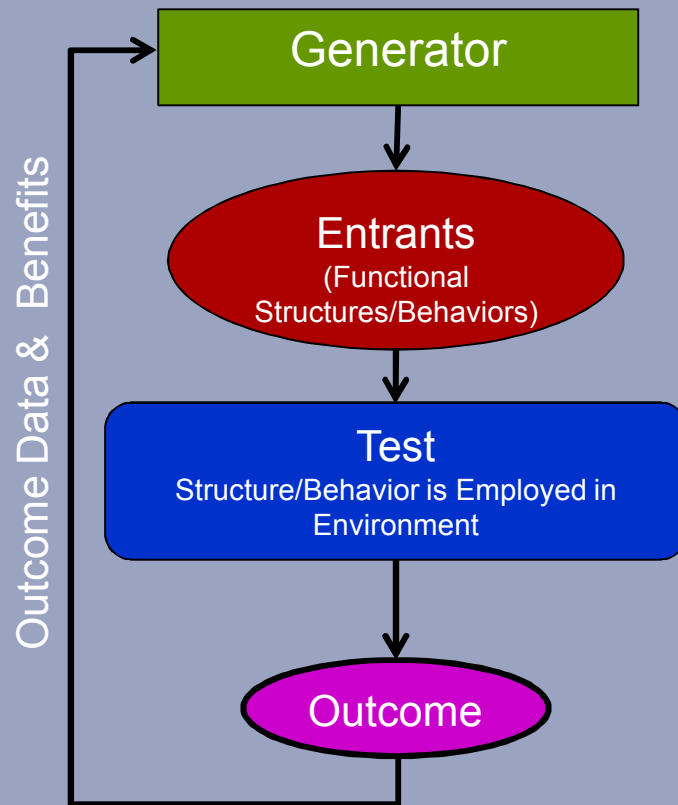 Generator
Entrants
(Functional
Structures/Behaviors)
Test
Structure/Behavior is Employed in
Environment
Outcome
Outcome Data & Benefits